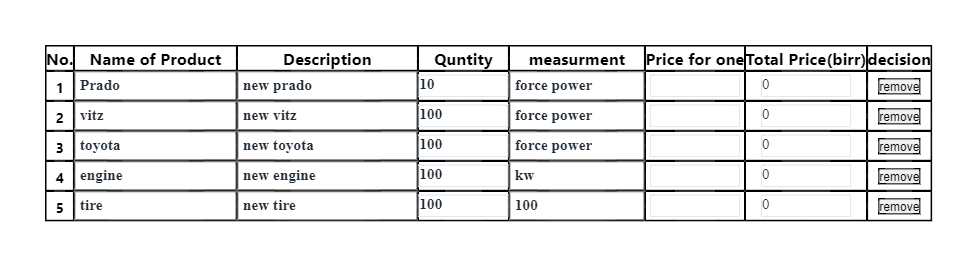 No. Name of Product Description Quntity measurment Price for one Total Price(birr) decision
1 Prado new prado 10 force power 0 remove
2 vitz new vitz 100 force power 0 remove
3 toyota new toyota 100 force power 0 remove
4 engine new engine 100 kw 0 remove
5 tire new tire 100 100 0 remove